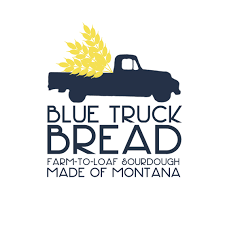 BLUE TRUCK
BREAD
FARM-TO-LOAF SOURDOUGH
MADE OF MONTANA